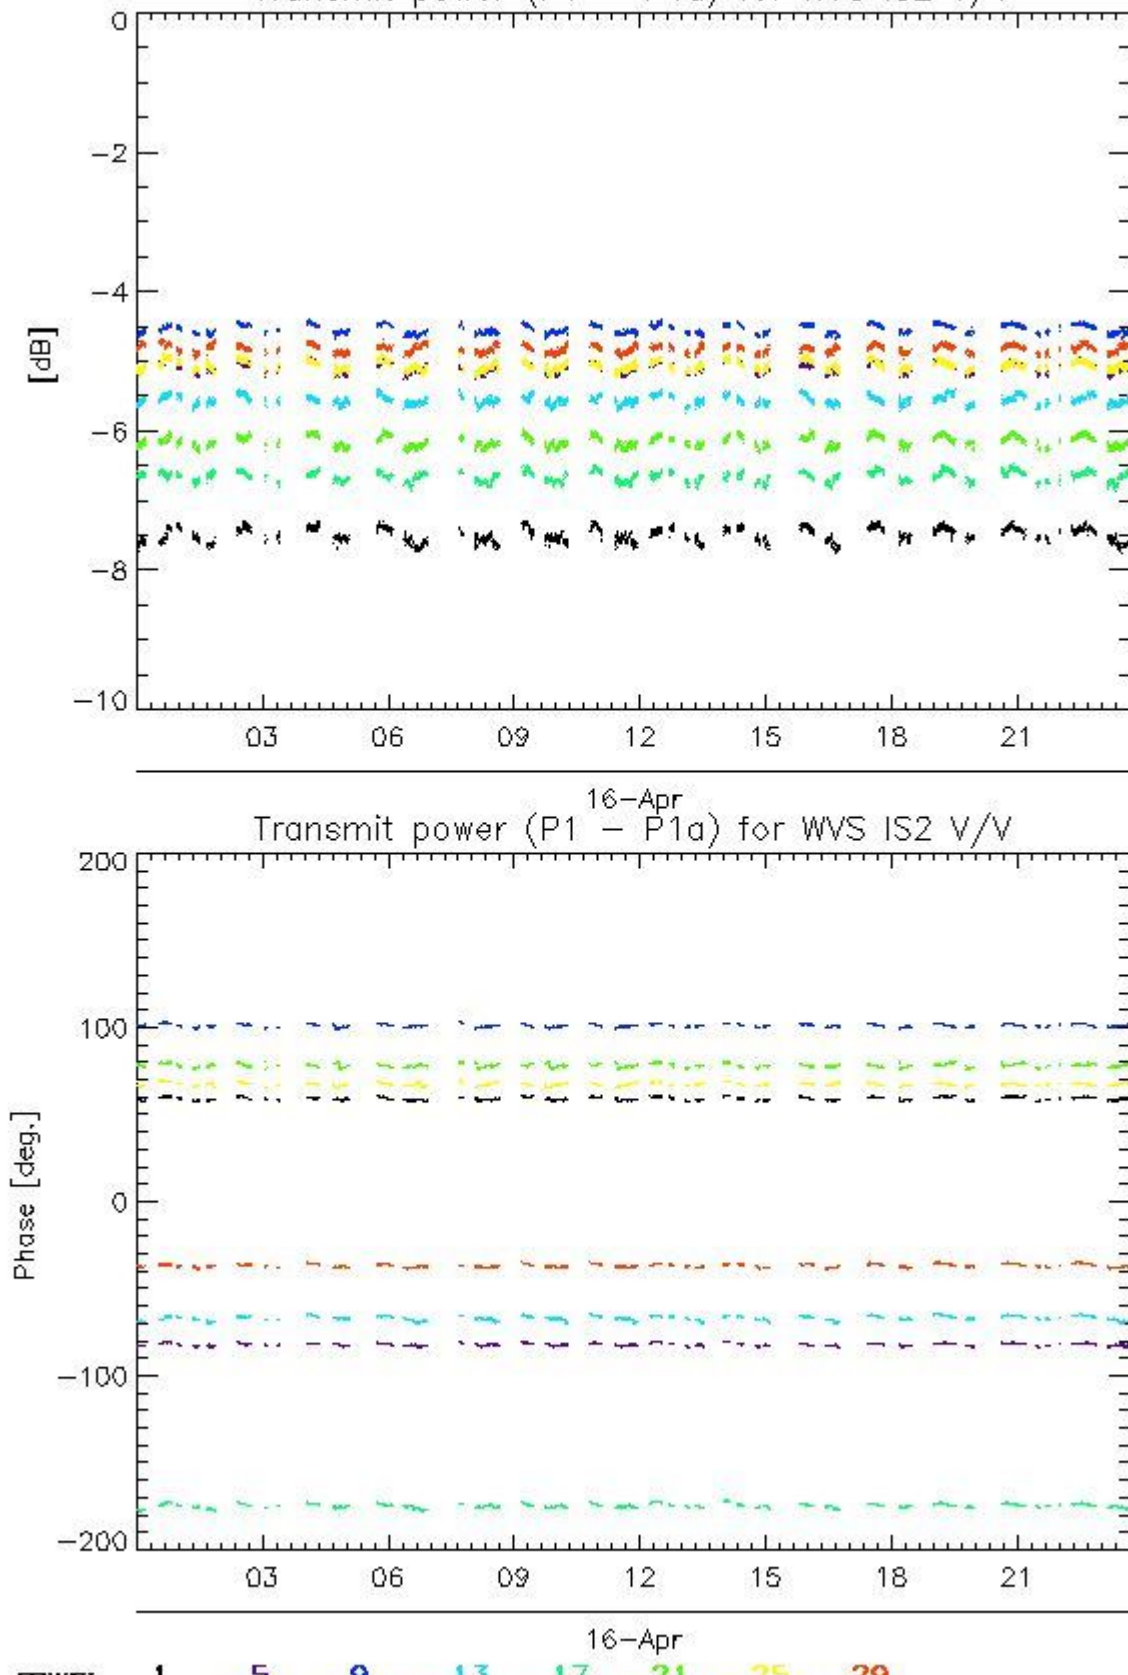 0
−2
−4
[dB]
−6
−8
−10
03 06 09 12 15 18 21
16-Apr
Transmit power (P1 − P1a) for WVS IS2 V/V
200
100
Phase [deg.]
0
−100
−200
03 06 09 12 15 18 21
16-Apr
1 5 9 13 17 21 25 29